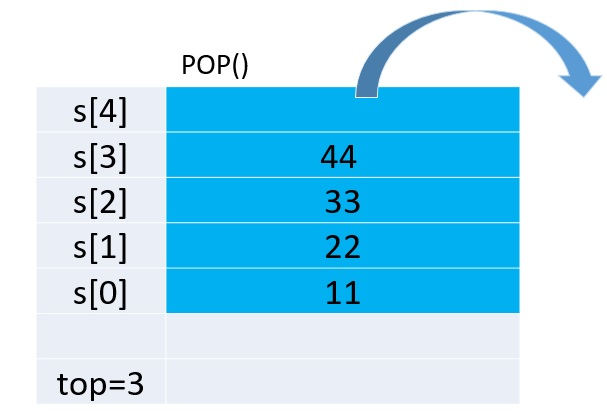 POP()
s[4]
s[3] 44
s[2] 33
s[1] 22
s[0] 11
top=3